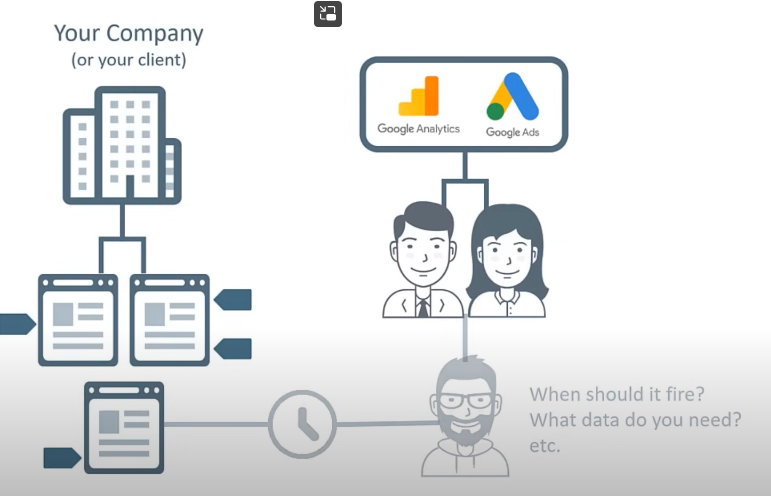 Your Company
(or your client)
Google Analytics
Google Ads
When should it fire?
What data do you need?
etc.